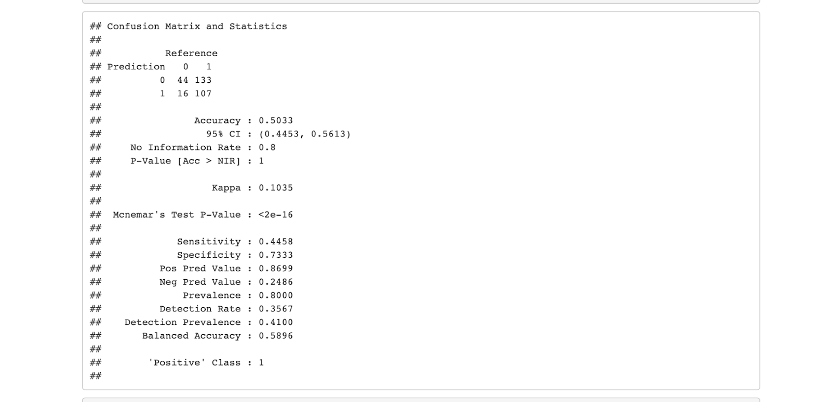 ## Confusion Matrix and Statistics
##
##           Reference
## Prediction   0   1
##          0  44 133
##          1  16 107
##
##                Accuracy : 0.5033
##                  95% CI : (0.4453, 0.5613)
##     No Information Rate : 0.8
##     P-Value [Acc > NIR] : 1
##
##                   Kappa : 0.1035
##
##  Mcnemar's Test P-Value : <2e-16
##
##             Sensitivity : 0.4458
##             Specificity : 0.7333
##          Pos Pred Value : 0.8699
##          Neg Pred Value : 0.2486
##              Prevalence : 0.8000
##          Detection Rate : 0.3567
##    Detection Prevalence : 0.4100
##       Balanced Accuracy : 0.5896
##
##        'Positive' Class : 1
##